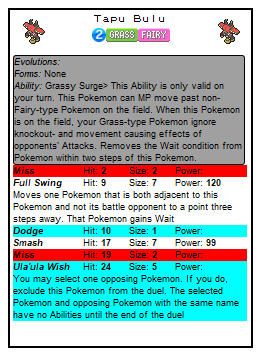 Tapu Bulu
2 GRASS FAIRY
Evolutions:
Forms: None
Ability: Grassy Surge> This Ability is only valid on
your turn. This Pokemon can MP move past non-
Fairy-type Pokemon on the field. When this Pokemon
is on the field, your Grass-type Pokemon ignore
knockout- and movement causing effects of
opponents' Attacks. Removes the Wait condition from
Pokemon within two steps of this Pokemon.
Miss Hit: 2 Size: 2 Power:
Full Swing Hit: 9 Size: 7 Power: 120
Moves one Pokemon that is both adjacent to this
Pokemon and not its battle opponent to a point three
steps away. That Pokemon gains Wait
Dodge Hit: 10 Size: 1 Power:
Smash Hit: 17 Size: 7 Power: 99
Miss Hit: 19 Size: 2 Power:
Ula'ula Wish Hit: 24 Size: 5 Power:
You may select one opposing Pokemon. If you do,
exclude this Pokemon from the duel. The selected
Pokemon and opposing Pokemon with the same name
have no Abilities until the end of the duel